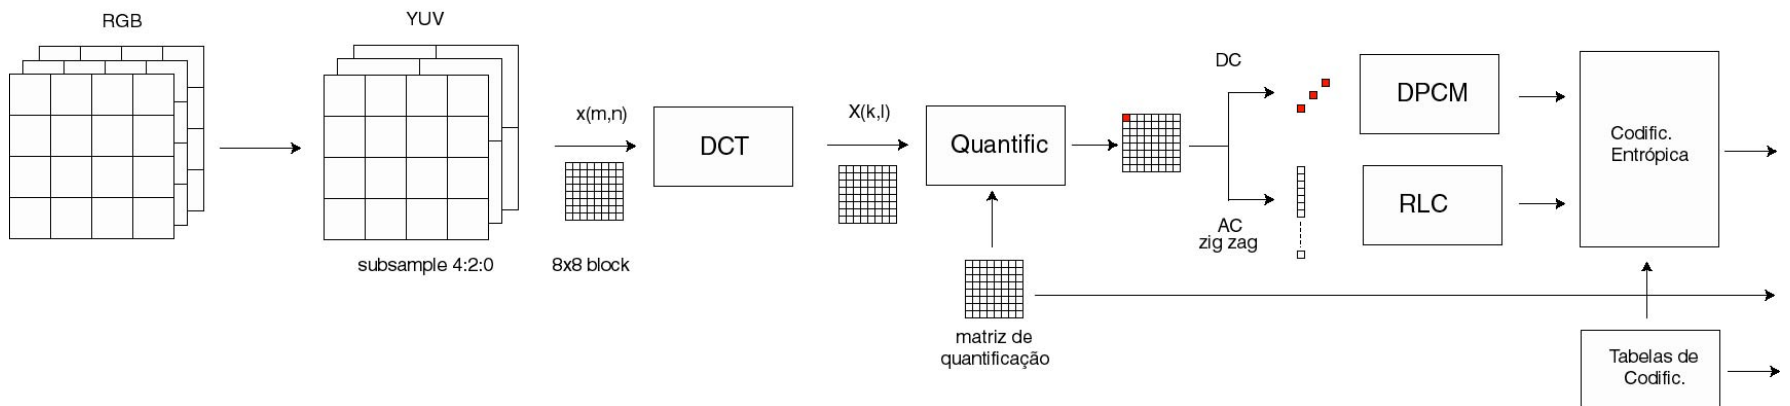 RGB
YUV
subsample 4:2:0
x(m,n)
8x8 block
DCT
X(k,l)
Quantific
matriz de
quantificação
DC
AC
zig zag
DPCM
RLC
Codific.
Entrópica
Tabelas de
Codific.